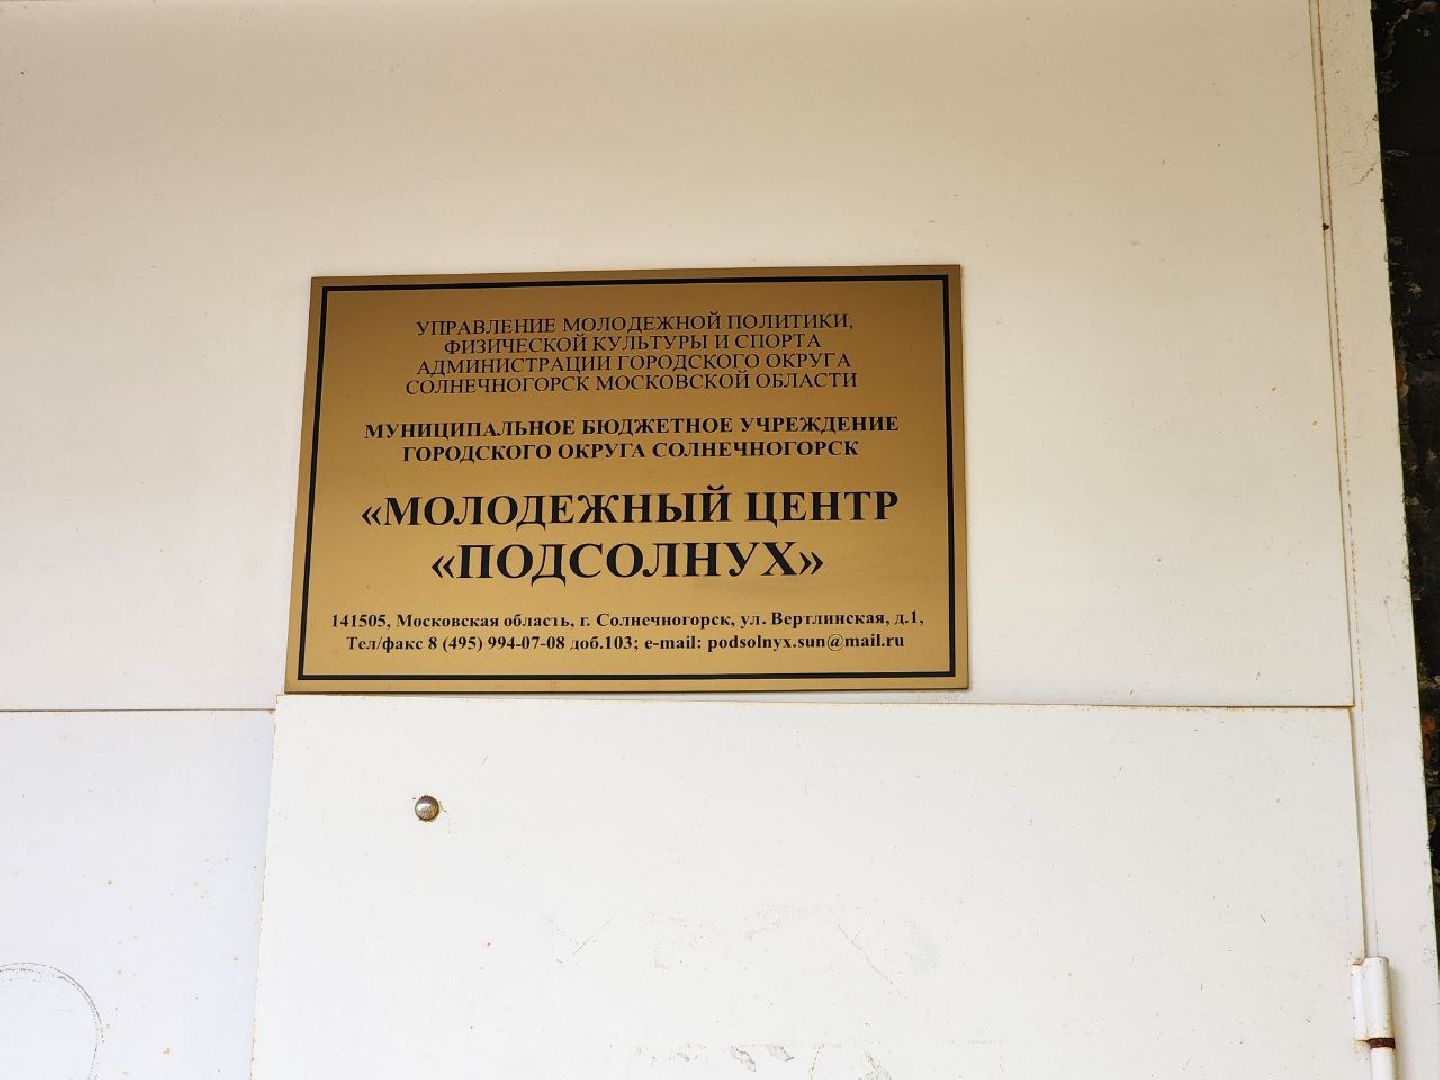 УПРАВЛЕНИЕ МОЛОДЕЖНОЙ ПОЛИТИКИ,
ФИЗИЧЕСКОЙ КУЛЬТУРЫ И СПОРТА
АДМИНИСТРАЦИИ ГОРОДСКОГО ОКРУГА
СОЛНЕЧНОГОРСК МОСКОВСКОЙ ОБЛАСТИ
МУНИЦИПАЛЬНОЕ БЮДЖЕТНОЕ УЧРЕЖДЕНИЕ
ГОРОДСКОГО ОКРУГА СОЛНЕЧНОГОРСК
«МОЛОДЕЖНЫЙ ЦЕНТР
«ПОДСОЛНУХ»
141505, Московская область, г. Солнечногорск, ул. Вертлинская, д.1,
Тел/факс 8 (495) 994-07-08 доб.103; e-mail: podsolnyx.sun@mail.ru